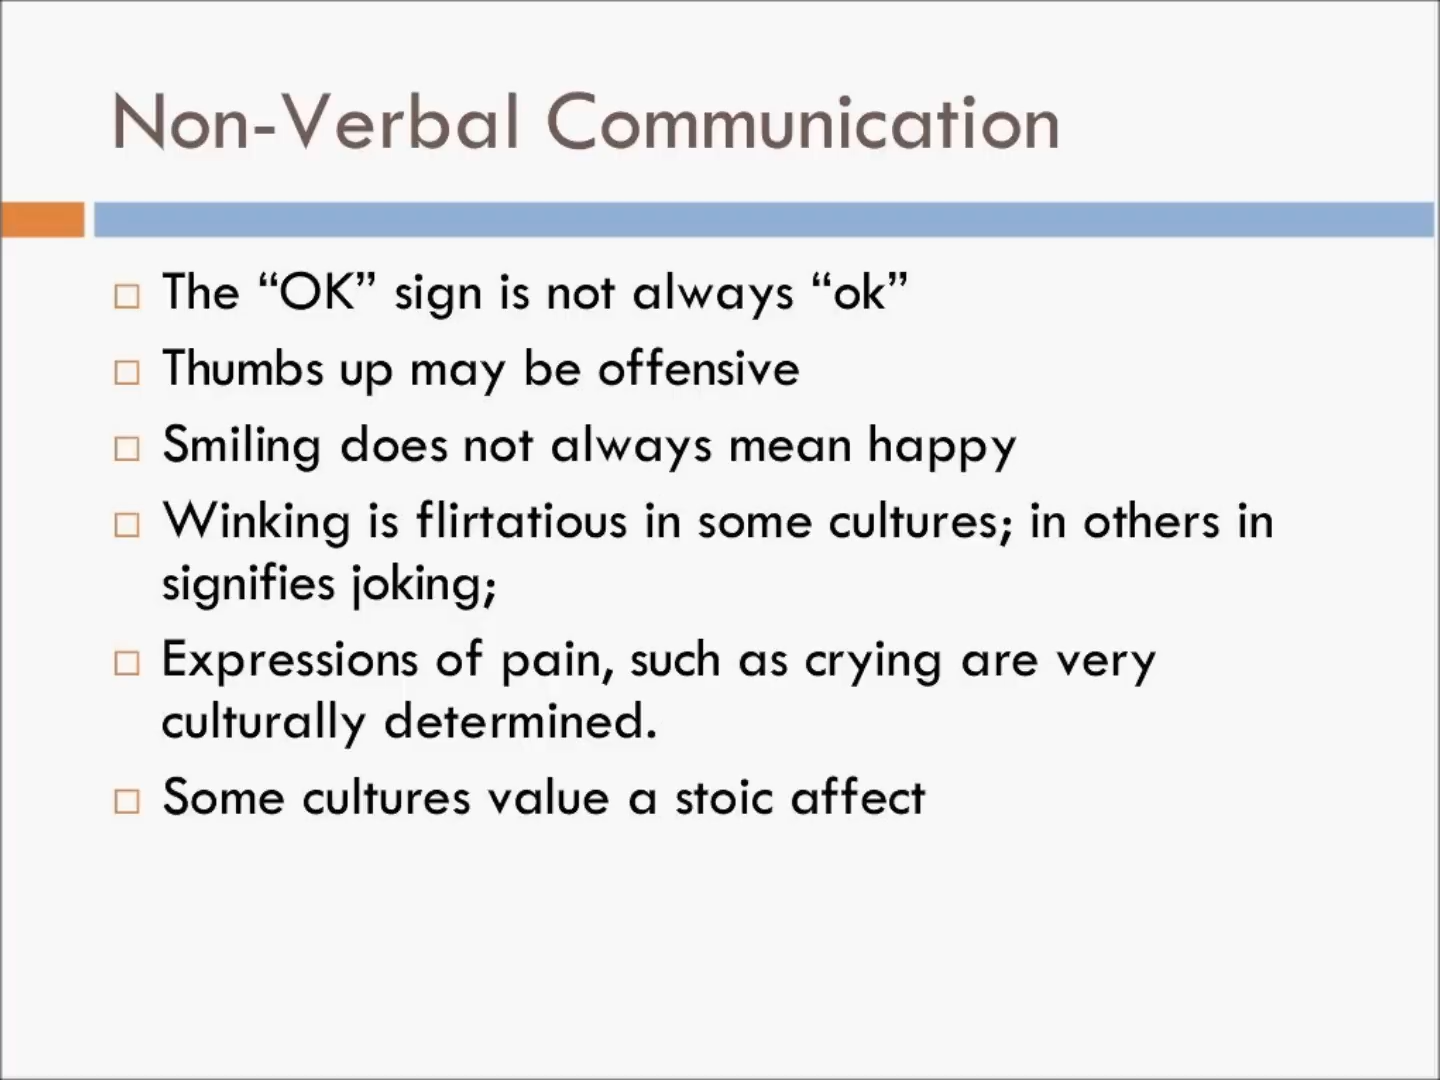 Non-Verbal Communication
The “OK” sign is not always “ok”
Thumbs up may be offensive
Smiling does not always mean happy
Winking is flirtatious in some cultures; in others in
signifies joking;
Expressions of pain, such as crying are very
culturally determined.
Some cultures value a stoic affect